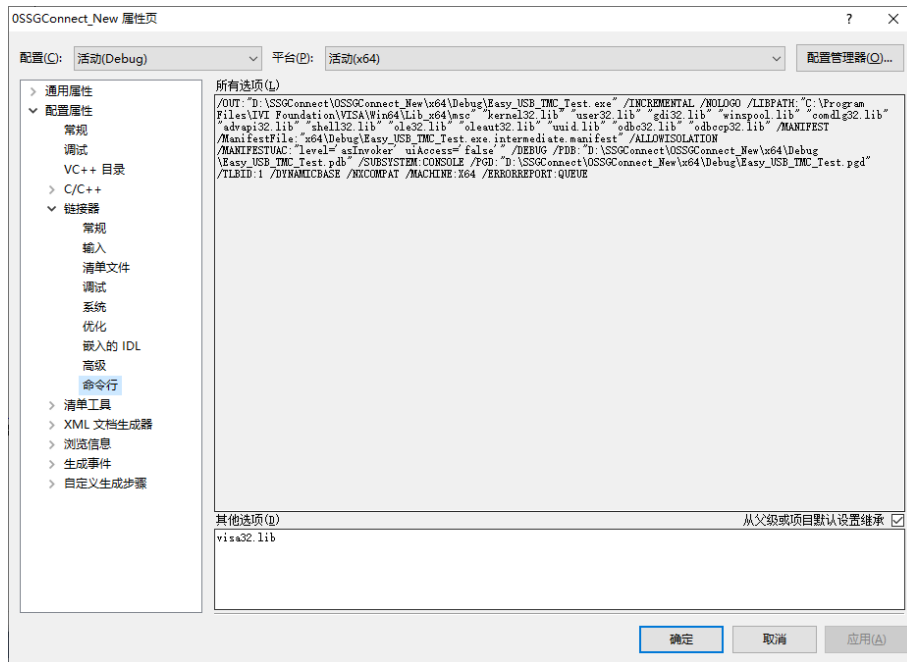 0SSGConnect_New 属性页
? ×
配置(C): 活动(Debug) 平台(P): 活动(x64) 配置管理器(O)...
通用属性
配置属性
常规
调试
VC++ 目录
C/C++
链接器
常规
输入
清单文件
调试
系统
优化
嵌入的 IDL
高级
命令行
清单工具
XML 文档生成器
浏览信息
生成事件
自定义生成步骤
所有选项(L)
/OUT:"D:\SSGConnect\0SSGConnect_New\x64\Debug\Easy_USB_TMC_Test.exe" /INCREMENTAL /NOLOGO /LIBPATH:"C:\Program
Files\IVI Foundation\VISA\Win64\Lib_x64\msc" "kernel32.lib" "user32.lib" "gdi32.lib" "winspool.lib" "comdlg32.lib"
"advapi32.lib" "shell32.lib" "ole32.lib" "oleaut32.lib" "uuid.lib" "odbc32.lib" "odbccp32.lib" /MANIFEST
/ManifestFile:"x64\Debug\Easy_USB_TMC_Test.exe.intermediate.manifest" /ALLOWISOLATION
/MANIFESTUAC:"level='asInvoker' uiAccess='false'" /DEBUG /PDB:"D:\SSGConnect\0SSGConnect_New\x64\Debug
\Easy_USB_TMC_Test.pdb" /SUBSYSTEM:CONSOLE /PGD:"D:\SSGConnect\0SSGConnect_New\x64\Debug\Easy_USB_TMC_Test.pgd"
/TLBID:1 /DYNAMICBASE /NXCOMPAT /MACHINE:X64 /ERRORREPORT:QUEUE
其他选项(D) 从父级或项目默认设置继承
visa32.lib
确定 取消 应用(A)